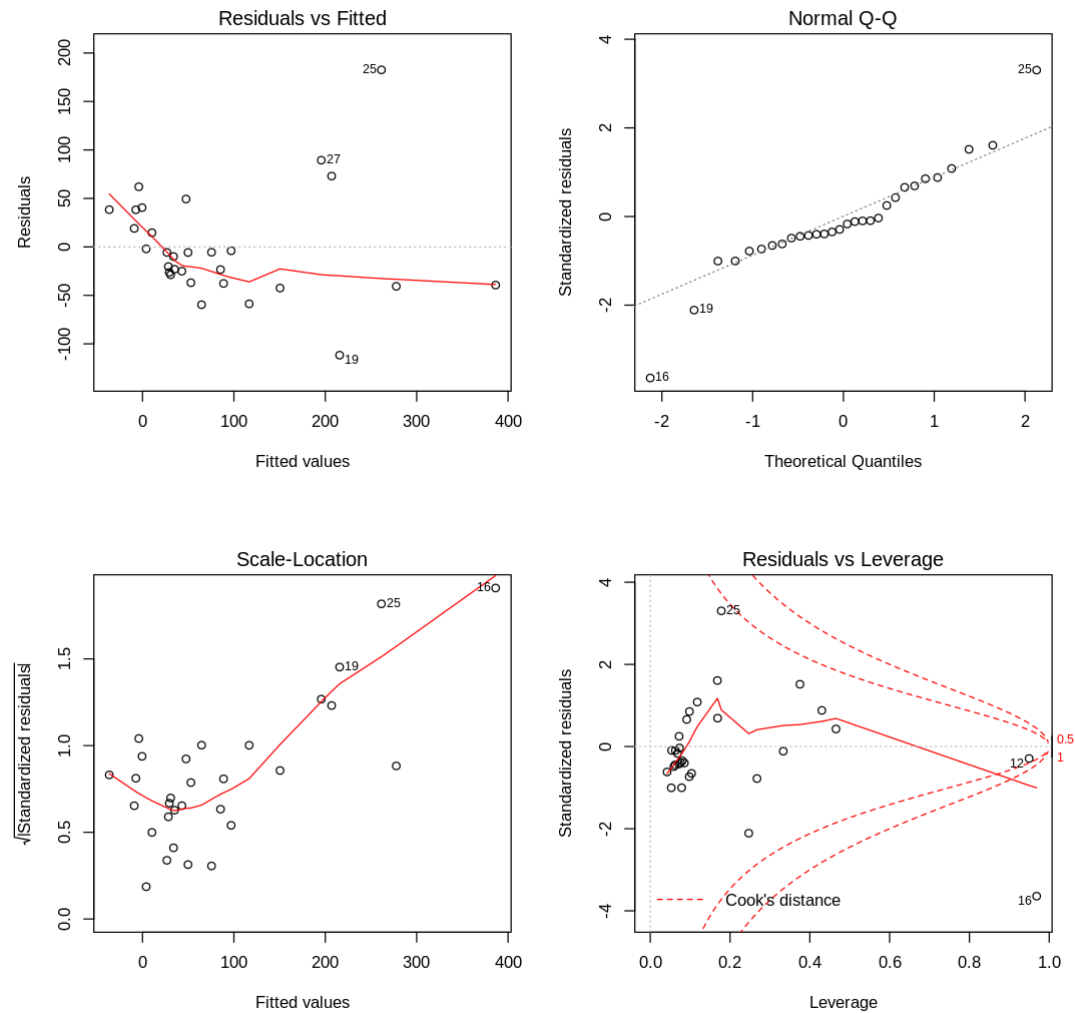 Residuals vs Fitted
200
150
100
50
0
-50
-100
Residuals
25
27
19
0 100 200 300 400
Fitted values
Normal Q-Q
4
2
0
-2
Standardized residuals
25
19
16
-2 -1 0 1 2
Theoretical Quantiles
Scale-Location
1.5
1.0
0.5
0.0
√|Standardized residuals|
16
25
19
0 100 200 300 400
Fitted values
Residuals vs Leverage
4
2
0
-2
-4
Standardized residuals
25
0.5
12
1
16
Cook's distance
0.0 0.2 0.4 0.6 0.8 1.0
Leverage